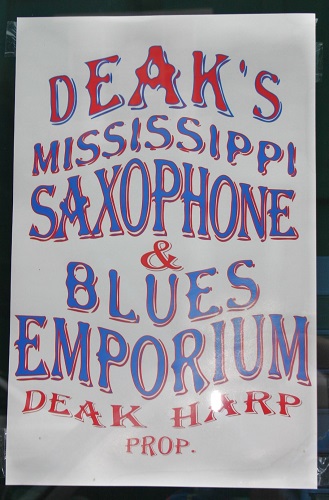 DEAK'S
MISSISSIPPI
SAXOPHONE
&
BLUES
EMPORIUM
DEAK HARP
PROP.